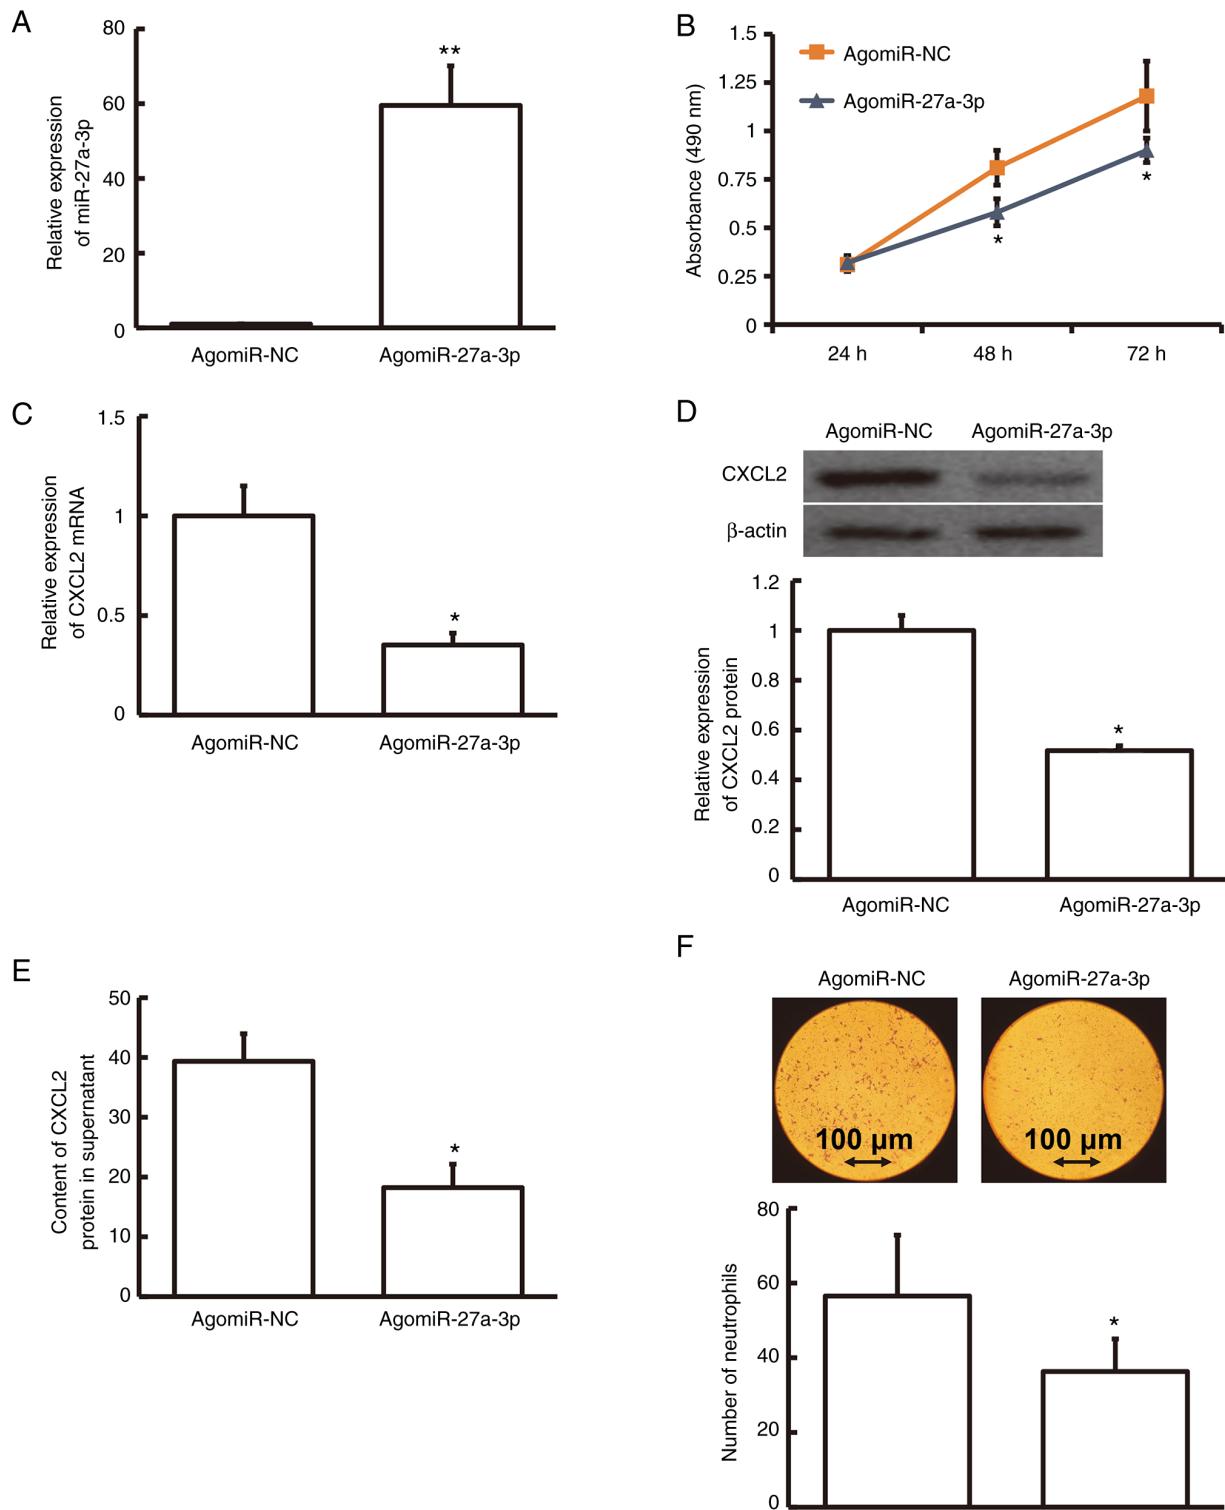 A
80
60
40
20
0
Relative expression
of miR-27a-3p
**
AgomiR-NC
AgomiR-27a-3p
B
1.5
1.25
1
0.75
0.5
0.25
0
Absorbance (490 nm)
AgomiR-NC
AgomiR-27a-3p
*
*
24 h
48 h
72 h
C
1.5
1
0.5
0
Relative expression
of CXCL2 mRNA
*
AgomiR-NC
AgomiR-27a-3p
D
AgomiR-NC
AgomiR-27a-3p
CXCL2
β-actin
1.2
1
0.8
0.6
0.4
0.2
0
Relative expression
of CXCL2 protein
*
AgomiR-NC
AgomiR-27a-3p
E
50
40
30
20
10
0
Content of CXCL2
protein in supernatant
*
AgomiR-NC
AgomiR-27a-3p
F
AgomiR-NC
AgomiR-27a-3p
100 μm
100 μm
80
60
40
20
0
Number of neutrophils
*